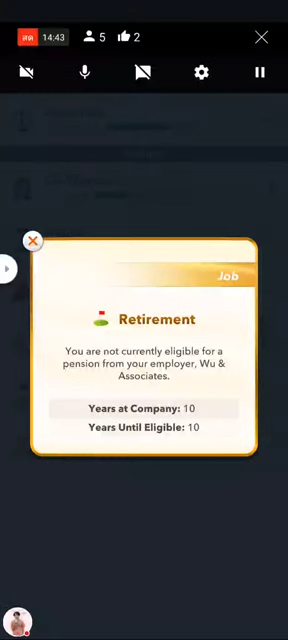 สด 14:43 5 2
Job
Retirement
You are not currently eligible for a
pension from your employer, Wu &
Associates.
Years at Company: 10
Years Until Eligible: 10